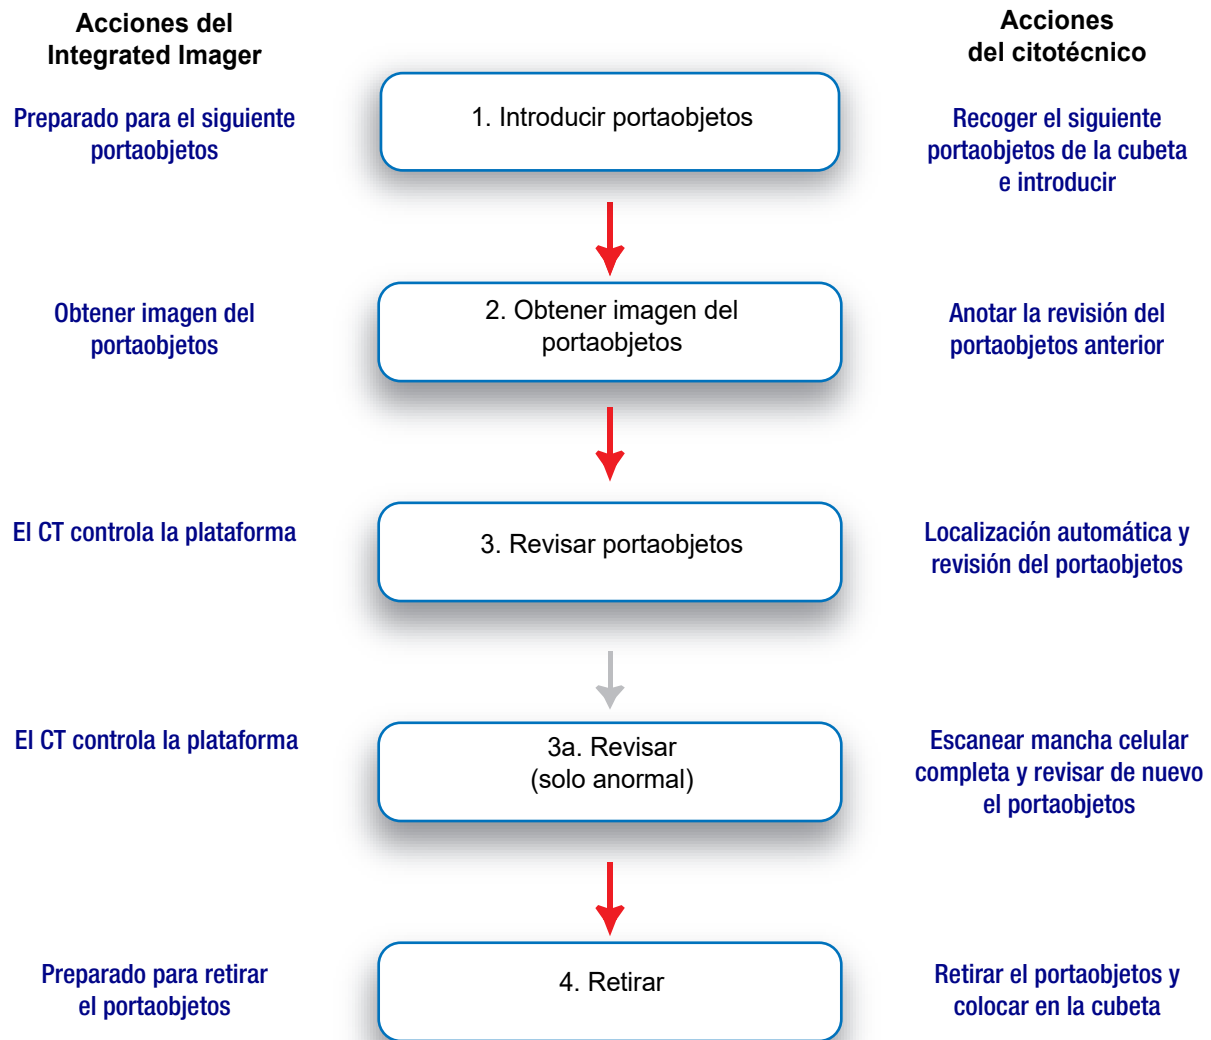 Acciones del
Integrated Imager
Acciones
del citotécnico
Preparado para el siguiente
portaobjetos
1. Introducir portaobjetos
Recoger el siguiente
portaobjetos de la cubeta
e introducir
Obtener imagen del
portaobjetos
2. Obtener imagen del
portaobjetos
Anotar la revisión del
portaobjetos anterior
El CT controla la plataforma
3. Revisar portaobjetos
Localización automática y
revisión del portaobjetos
El CT controla la plataforma
3a. Revisar
(solo anormal)
Escanear mancha celular
completa y revisar de nuevo
el portaobjetos
Preparado para retirar
el portaobjetos
4. Retirar
Retirar el portaobjetos y
colocar en la cubeta